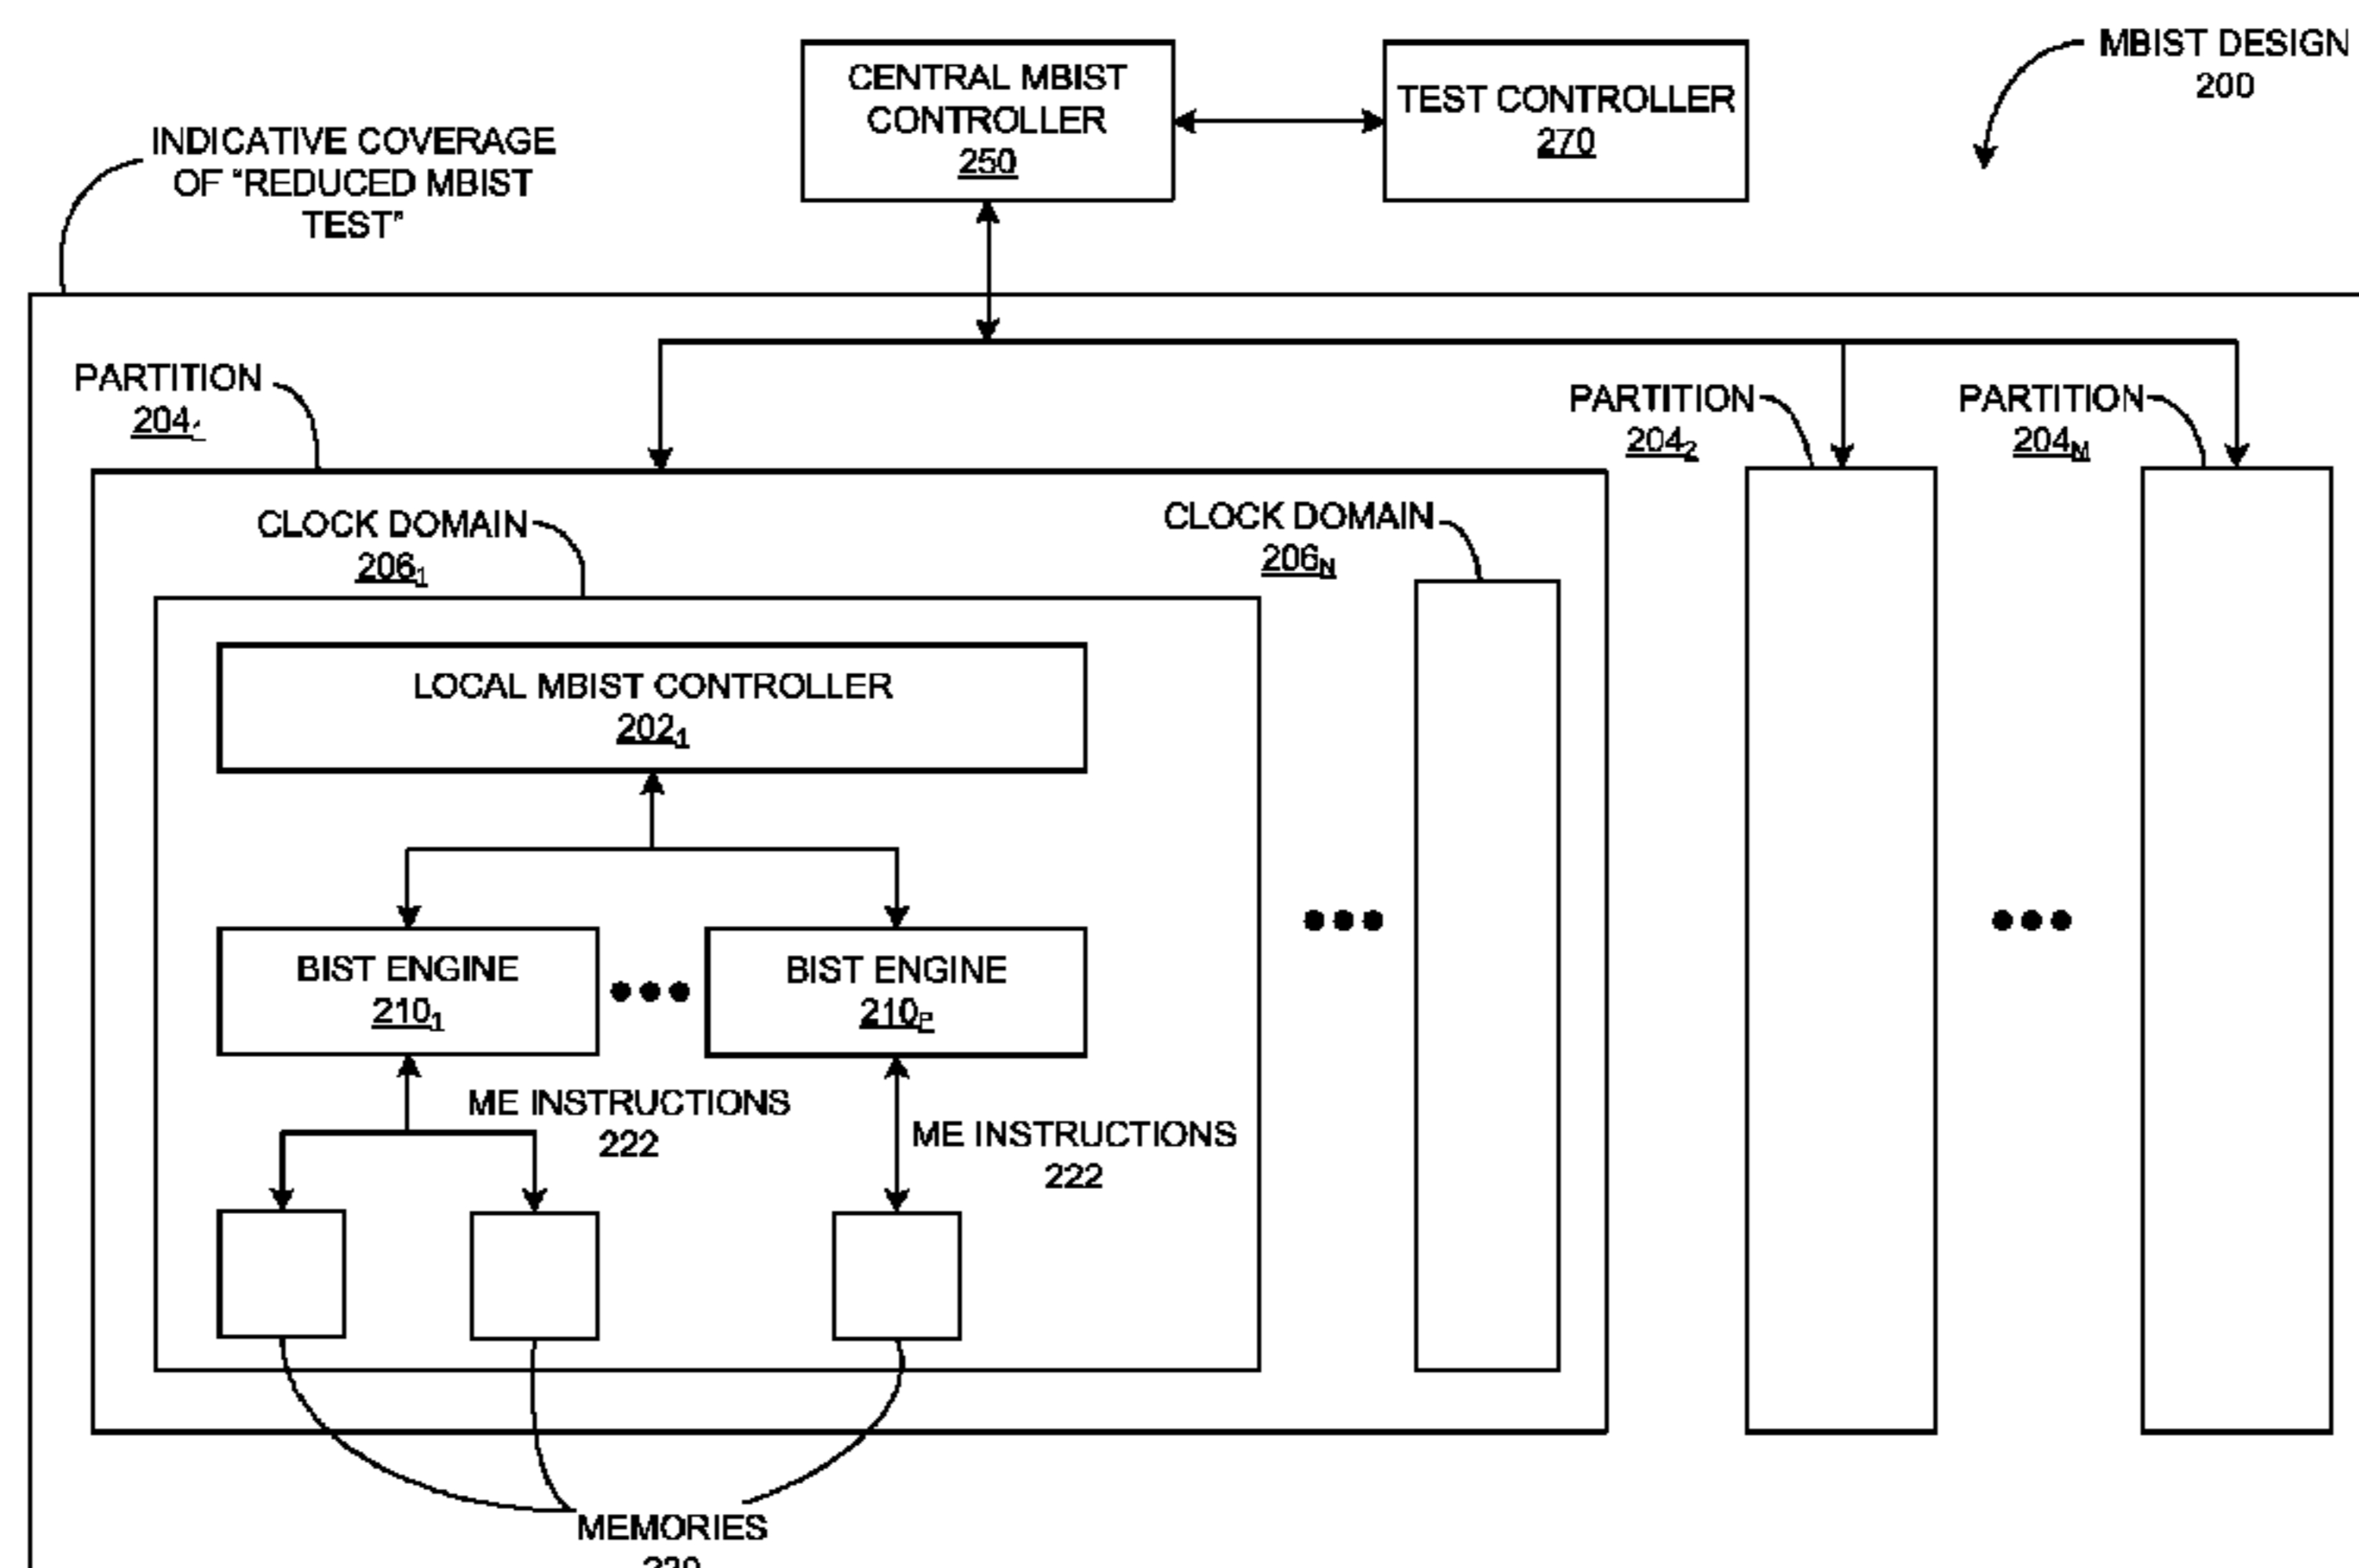 MBIST DESIGN
200
CENTRAL MBIST
CONTROLLER
250
TEST CONTROLLER
270
INDICATIVE COVERAGE
OF "REDUCED MBIST
TEST"
PARTITION
204₁
PARTITION
204₂
PARTITION
204M
CLOCK DOMAIN
206₁
CLOCK DOMAIN
206N
LOCAL MBIST CONTROLLER
202₁
BIST ENGINE
210₁
BIST ENGINE
210P
ME INSTRUCTIONS
222
ME INSTRUCTIONS
222
MEMORIES